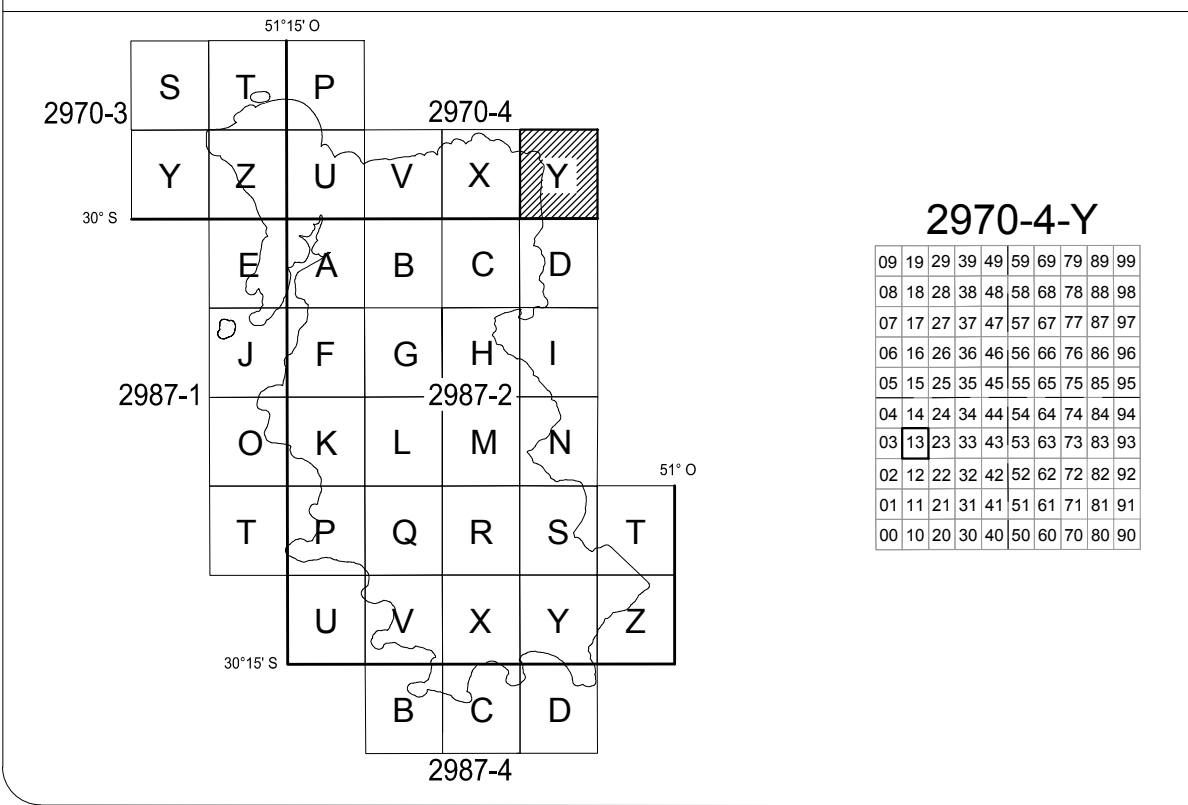 51°15' O
S T P
2970-3 2970-4
Y Z U V X Y
30° S
E A B C D
J F G H I
2987-1 2987-2
O K L M N
51° O
T P Q R S T
U V X Y Z
30°15' S
B C D
2987-4
2970-4-Y
09 19 29 39 49 59 69 79 89 99
08 18 28 38 48 58 68 78 88 98
07 17 27 37 47 57 67 77 87 97
06 16 26 36 46 56 66 76 86 96
05 15 25 35 45 55 65 75 85 95
04 14 24 34 44 54 64 74 84 94
03 13 23 33 43 53 63 73 83 93
02 12 22 32 42 52 62 72 82 92
01 11 21 31 41 51 61 71 81 91
00 10 20 30 40 50 60 70 80 90